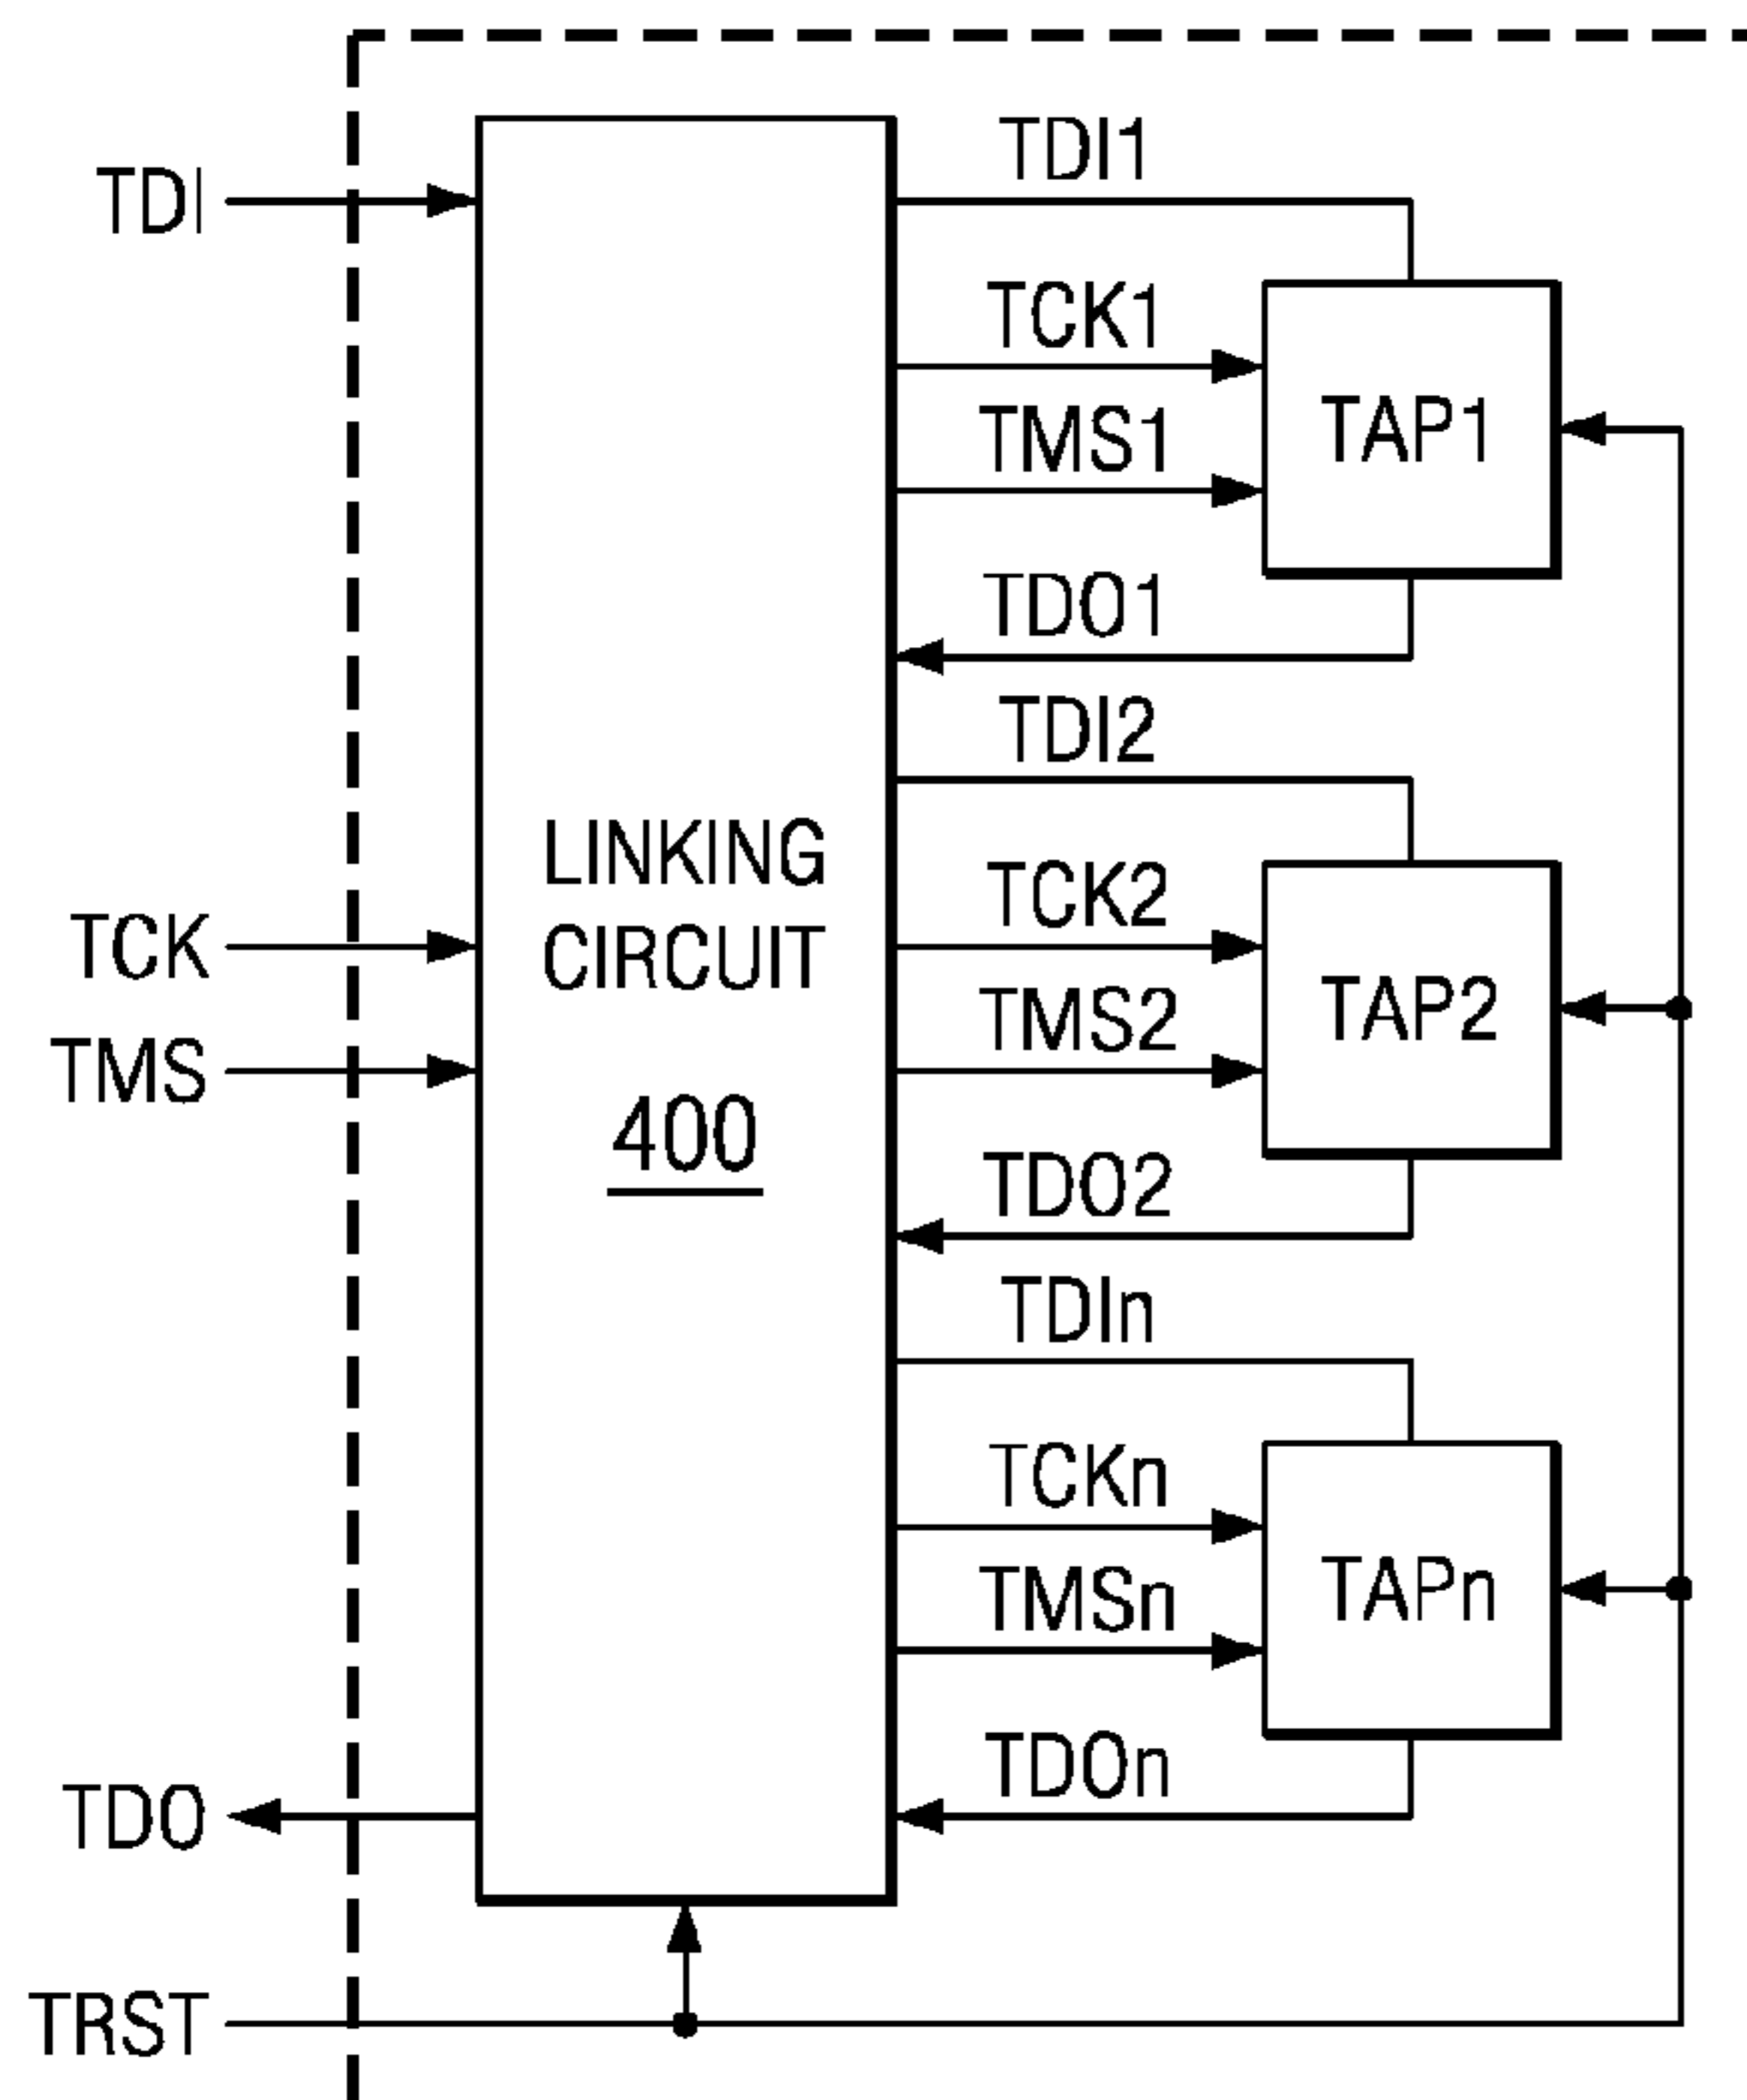 TDI
TCK
TMS
TDO
TRST
LINKING
CIRCUIT
400
TDI1
TCK1
TMS1
TDO1
TAP1
TDI2
TCK2
TMS2
TDO2
TAP2
TDIn
TCKn
TMSn
TDOn
TAPn